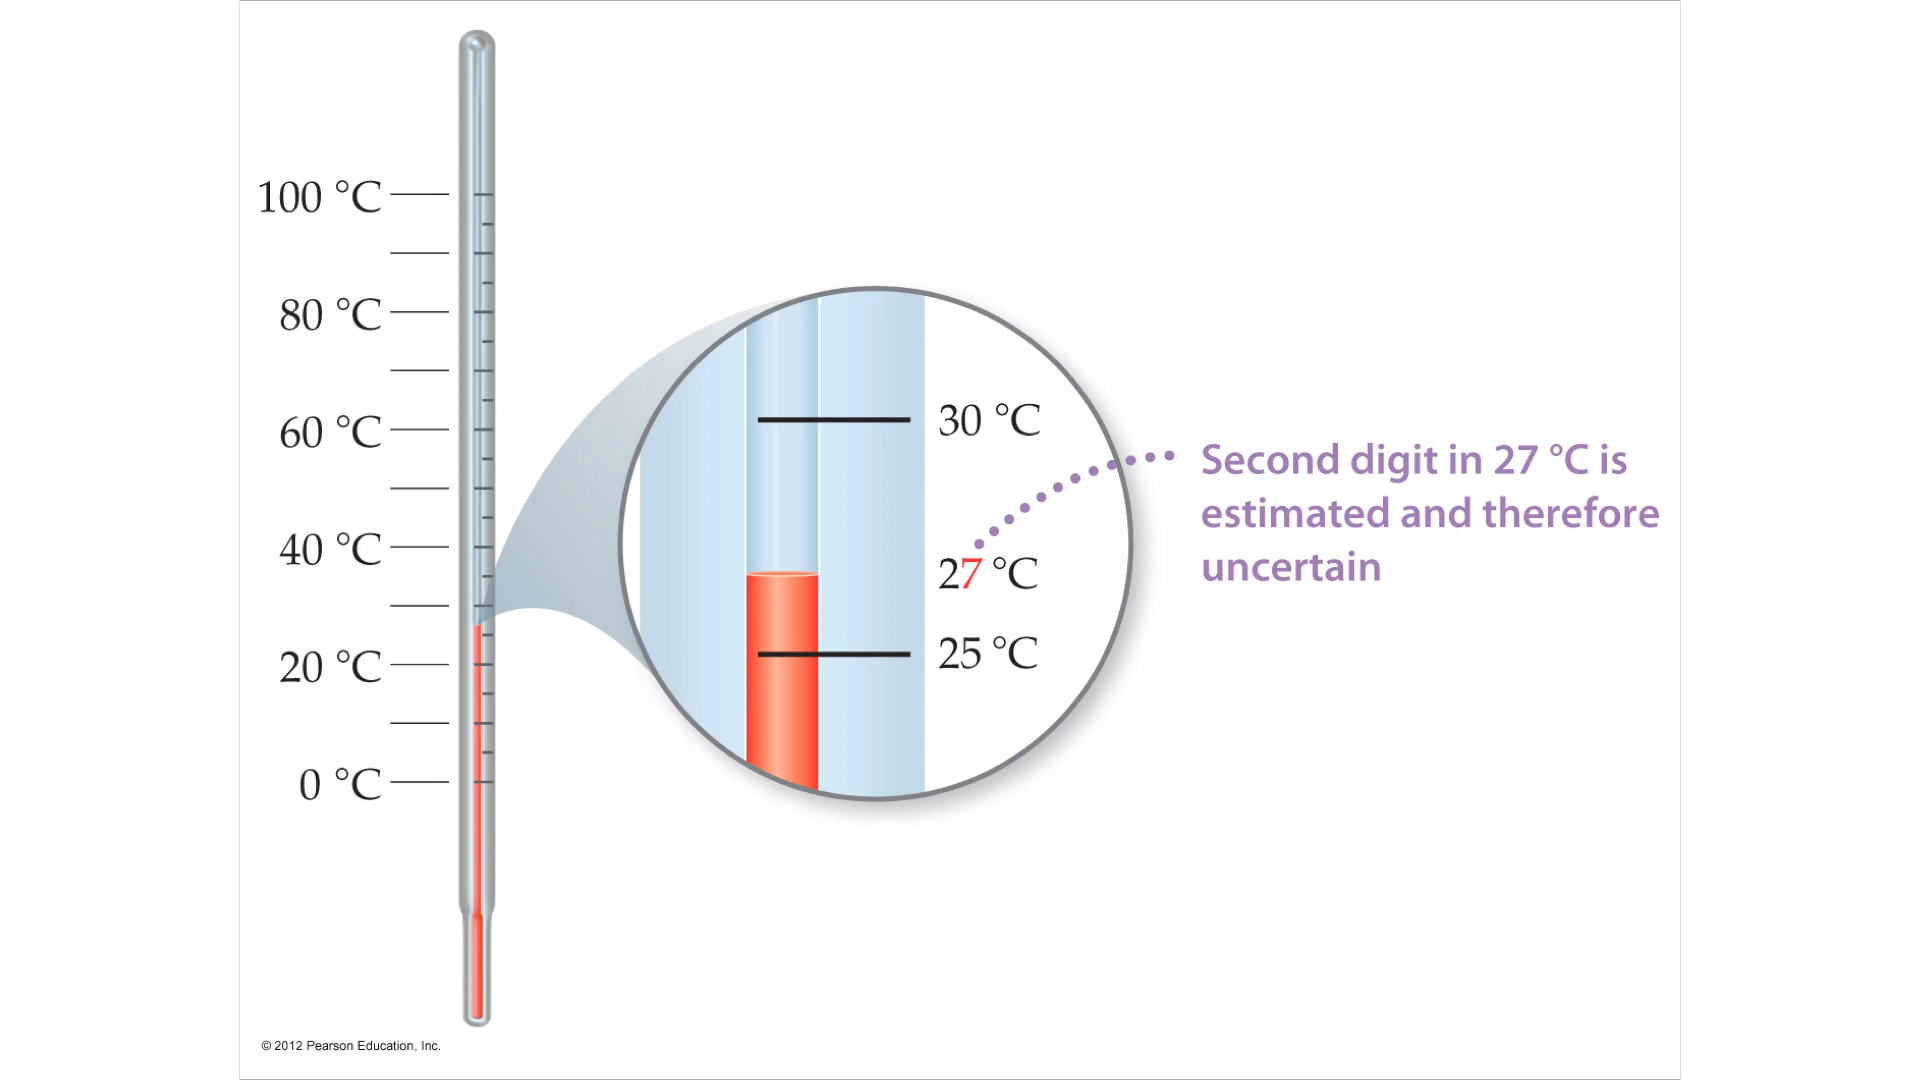 100 °C
80 °C
60 °C
40 °C
20 °C
0 °C
30 °C
27 °C
25 °C
Second digit in 27 °C is
estimated and therefore
uncertain
© 2012 Pearson Education, Inc.